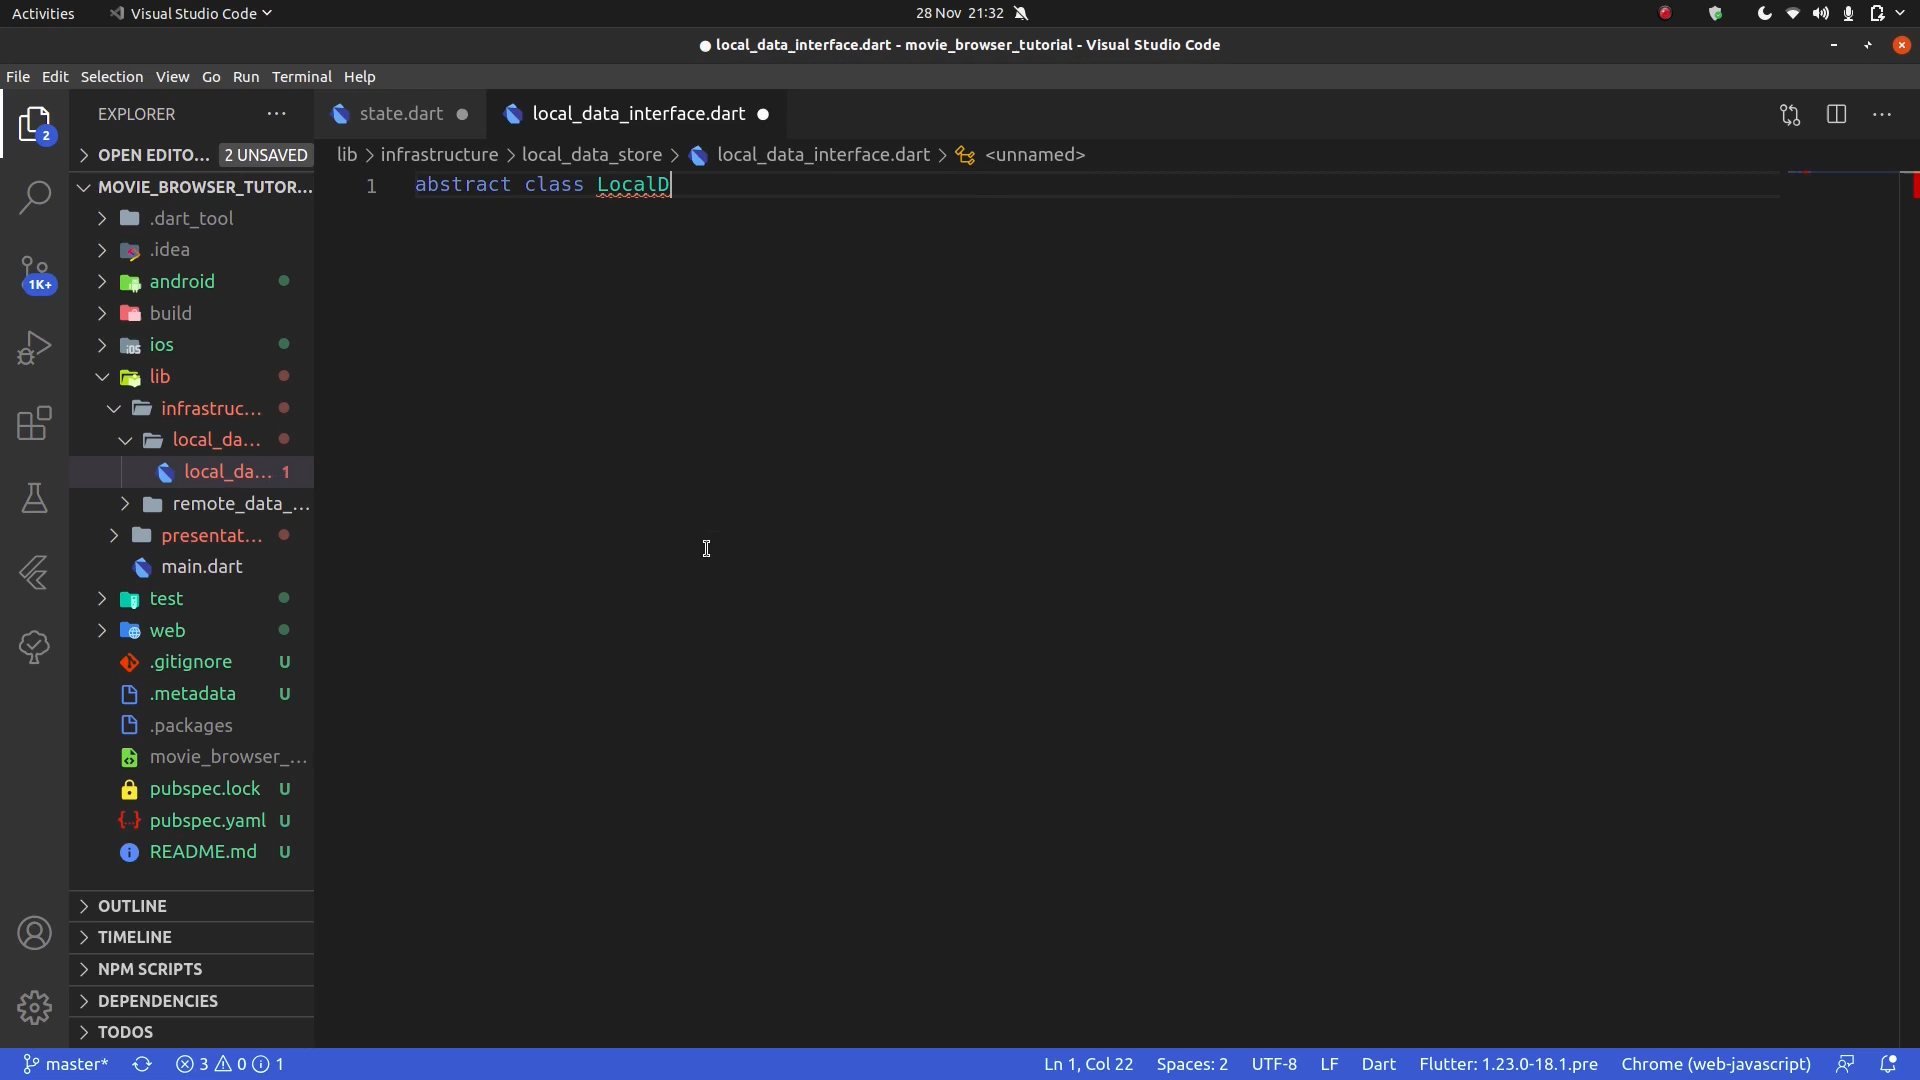 Activities Visual Studio Code 28 Nov 21:32
● local_data_interface.dart - movie_browser_tutorial - Visual Studio Code
File Edit Selection View Go Run Terminal Help
EXPLORER ··· state.dart local_data_interface.dart ···
OPEN EDITO... 2 UNSAVED
lib > infrastructure > local_data_store > local_data_interface.dart > <unnamed>
1 abstract class LocalD
MOVIE_BROWSER_TUTOR...
.dart_tool
.idea
android
build
ios
lib
infrastruc...
local_da...
local_da... 1
remote_data_...
presentat...
main.dart
test
web
.gitignore U
.metadata U
.packages
movie_browser_...
pubspec.lock U
pubspec.yaml U
README.md U
OUTLINE
TIMELINE
NPM SCRIPTS
DEPENDENCIES
TODOS
2
1K+
master* 3 0 1 Ln 1, Col 22 Spaces: 2 UTF-8 LF Dart Flutter: 1.23.0-18.1.pre Chrome (web-javascript)